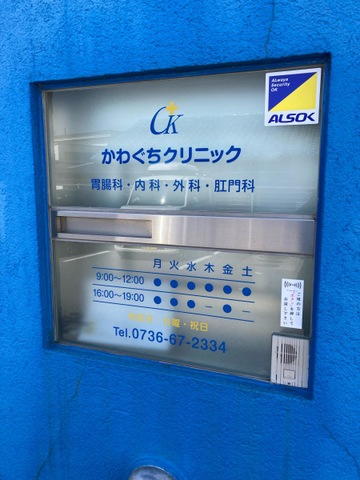 Always
Security
OK
ALSOK
CK
かわぐちクリニック
胃腸科・内科・外科・肛門科
月 火 水 木 金 土
9:00〜12:00 ● ● ● ● ● ●
16:00〜19:00 ● ● ● − ● −
曜・祝日
Tel.0736-67-2334